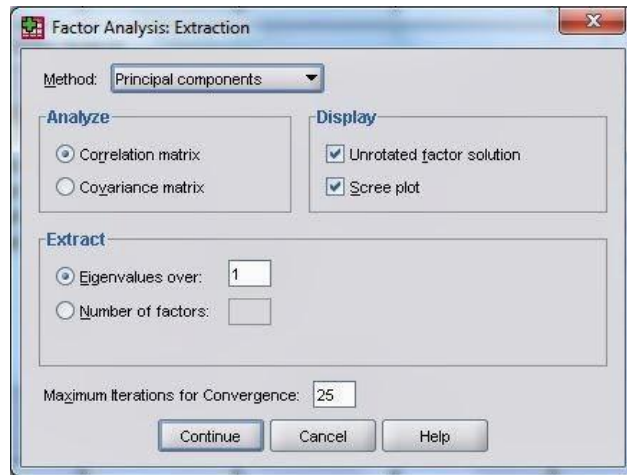 Factor Analysis: Extraction
Method: Principal components
Analyze
Correlation matrix
Covariance matrix
Display
Unrotated factor solution
Scree plot
Extract
Eigenvalues over: 1
Number of factors:
Maximum Iterations for Convergence: 25
Continue Cancel Help